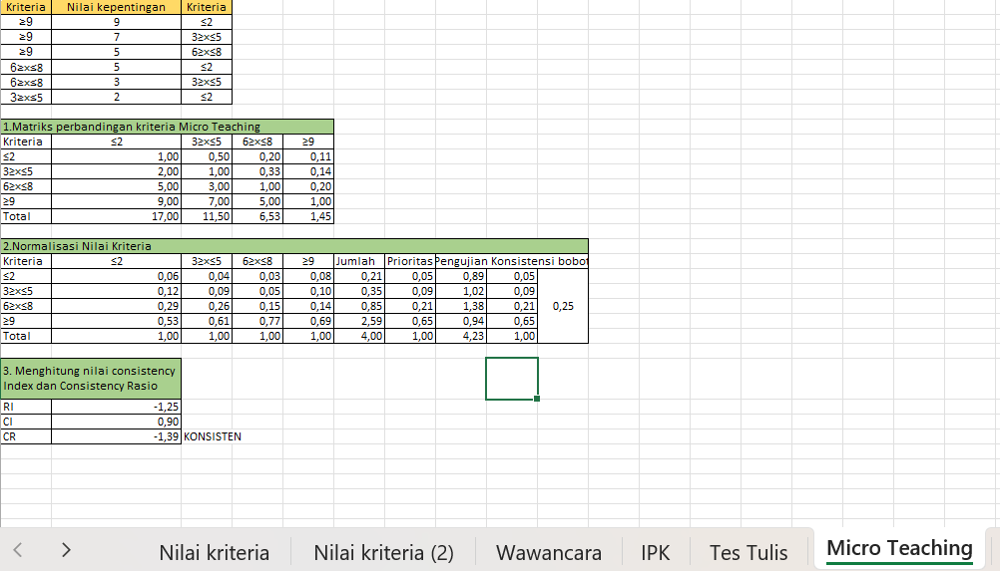 Kriteria Nilai kepentingan Kriteria
≥9 9 ≤2
≥9 7 3≥x≤5
≥9 5 6≥x≤8
6≥x≤8 5 ≤2
6≥x≤8 3 3≥x≤5
3≥x≤5 2 ≤2
1.Matriks perbandingan kriteria Micro Teaching
Kriteria ≤2 3≥x≤5 6≥x≤8 ≥9
≤2 1,00 0,50 0,20 0,11
3≥x≤5 2,00 1,00 0,33 0,14
6≥x≤8 5,00 3,00 1,00 0,20
≥9 9,00 7,00 5,00 1,00
Total 17,00 11,50 6,53 1,45
2.Normalisasi Nilai Kriteria
Kriteria ≤2 3≥x≤5 6≥x≤8 ≥9 Jumlah Prioritas Pengujian Konsistensi bobot
≤2 0,06 0,04 0,03 0,08 0,21 0,05 0,89 0,05
3≥x≤5 0,12 0,09 0,05 0,10 0,35 0,09 1,02 0,09
6≥x≤8 0,29 0,26 0,15 0,14 0,85 0,21 1,38 0,21 0,25
≥9 0,53 0,61 0,77 0,69 2,59 0,65 0,94 0,65
Total 1,00 1,00 1,00 1,00 4,00 1,00 4,23 1,00
3. Menghitung nilai consistency
Index dan Consistency Rasio
RI -1,25
CI 0,90
CR -1,39 KONSISTEN
Nilai kriteria Nilai kriteria (2) Wawancara IPK Tes Tulis Micro Teaching